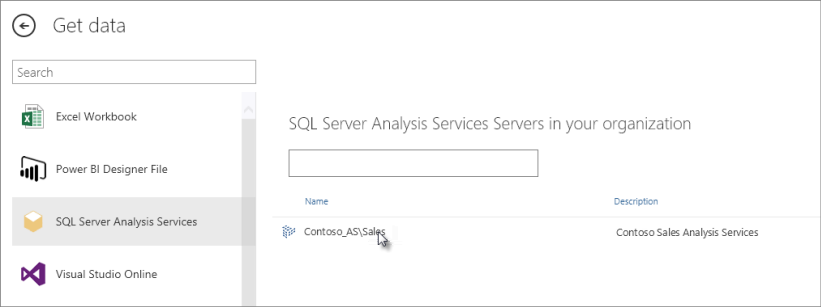 Get data
Search
Excel Workbook
Power BI Designer File
SQL Server Analysis Services
Visual Studio Online
SQL Server Analysis Services Servers in your organization
Name Description
Contoso_AS\Sales Contoso Sales Analysis Services